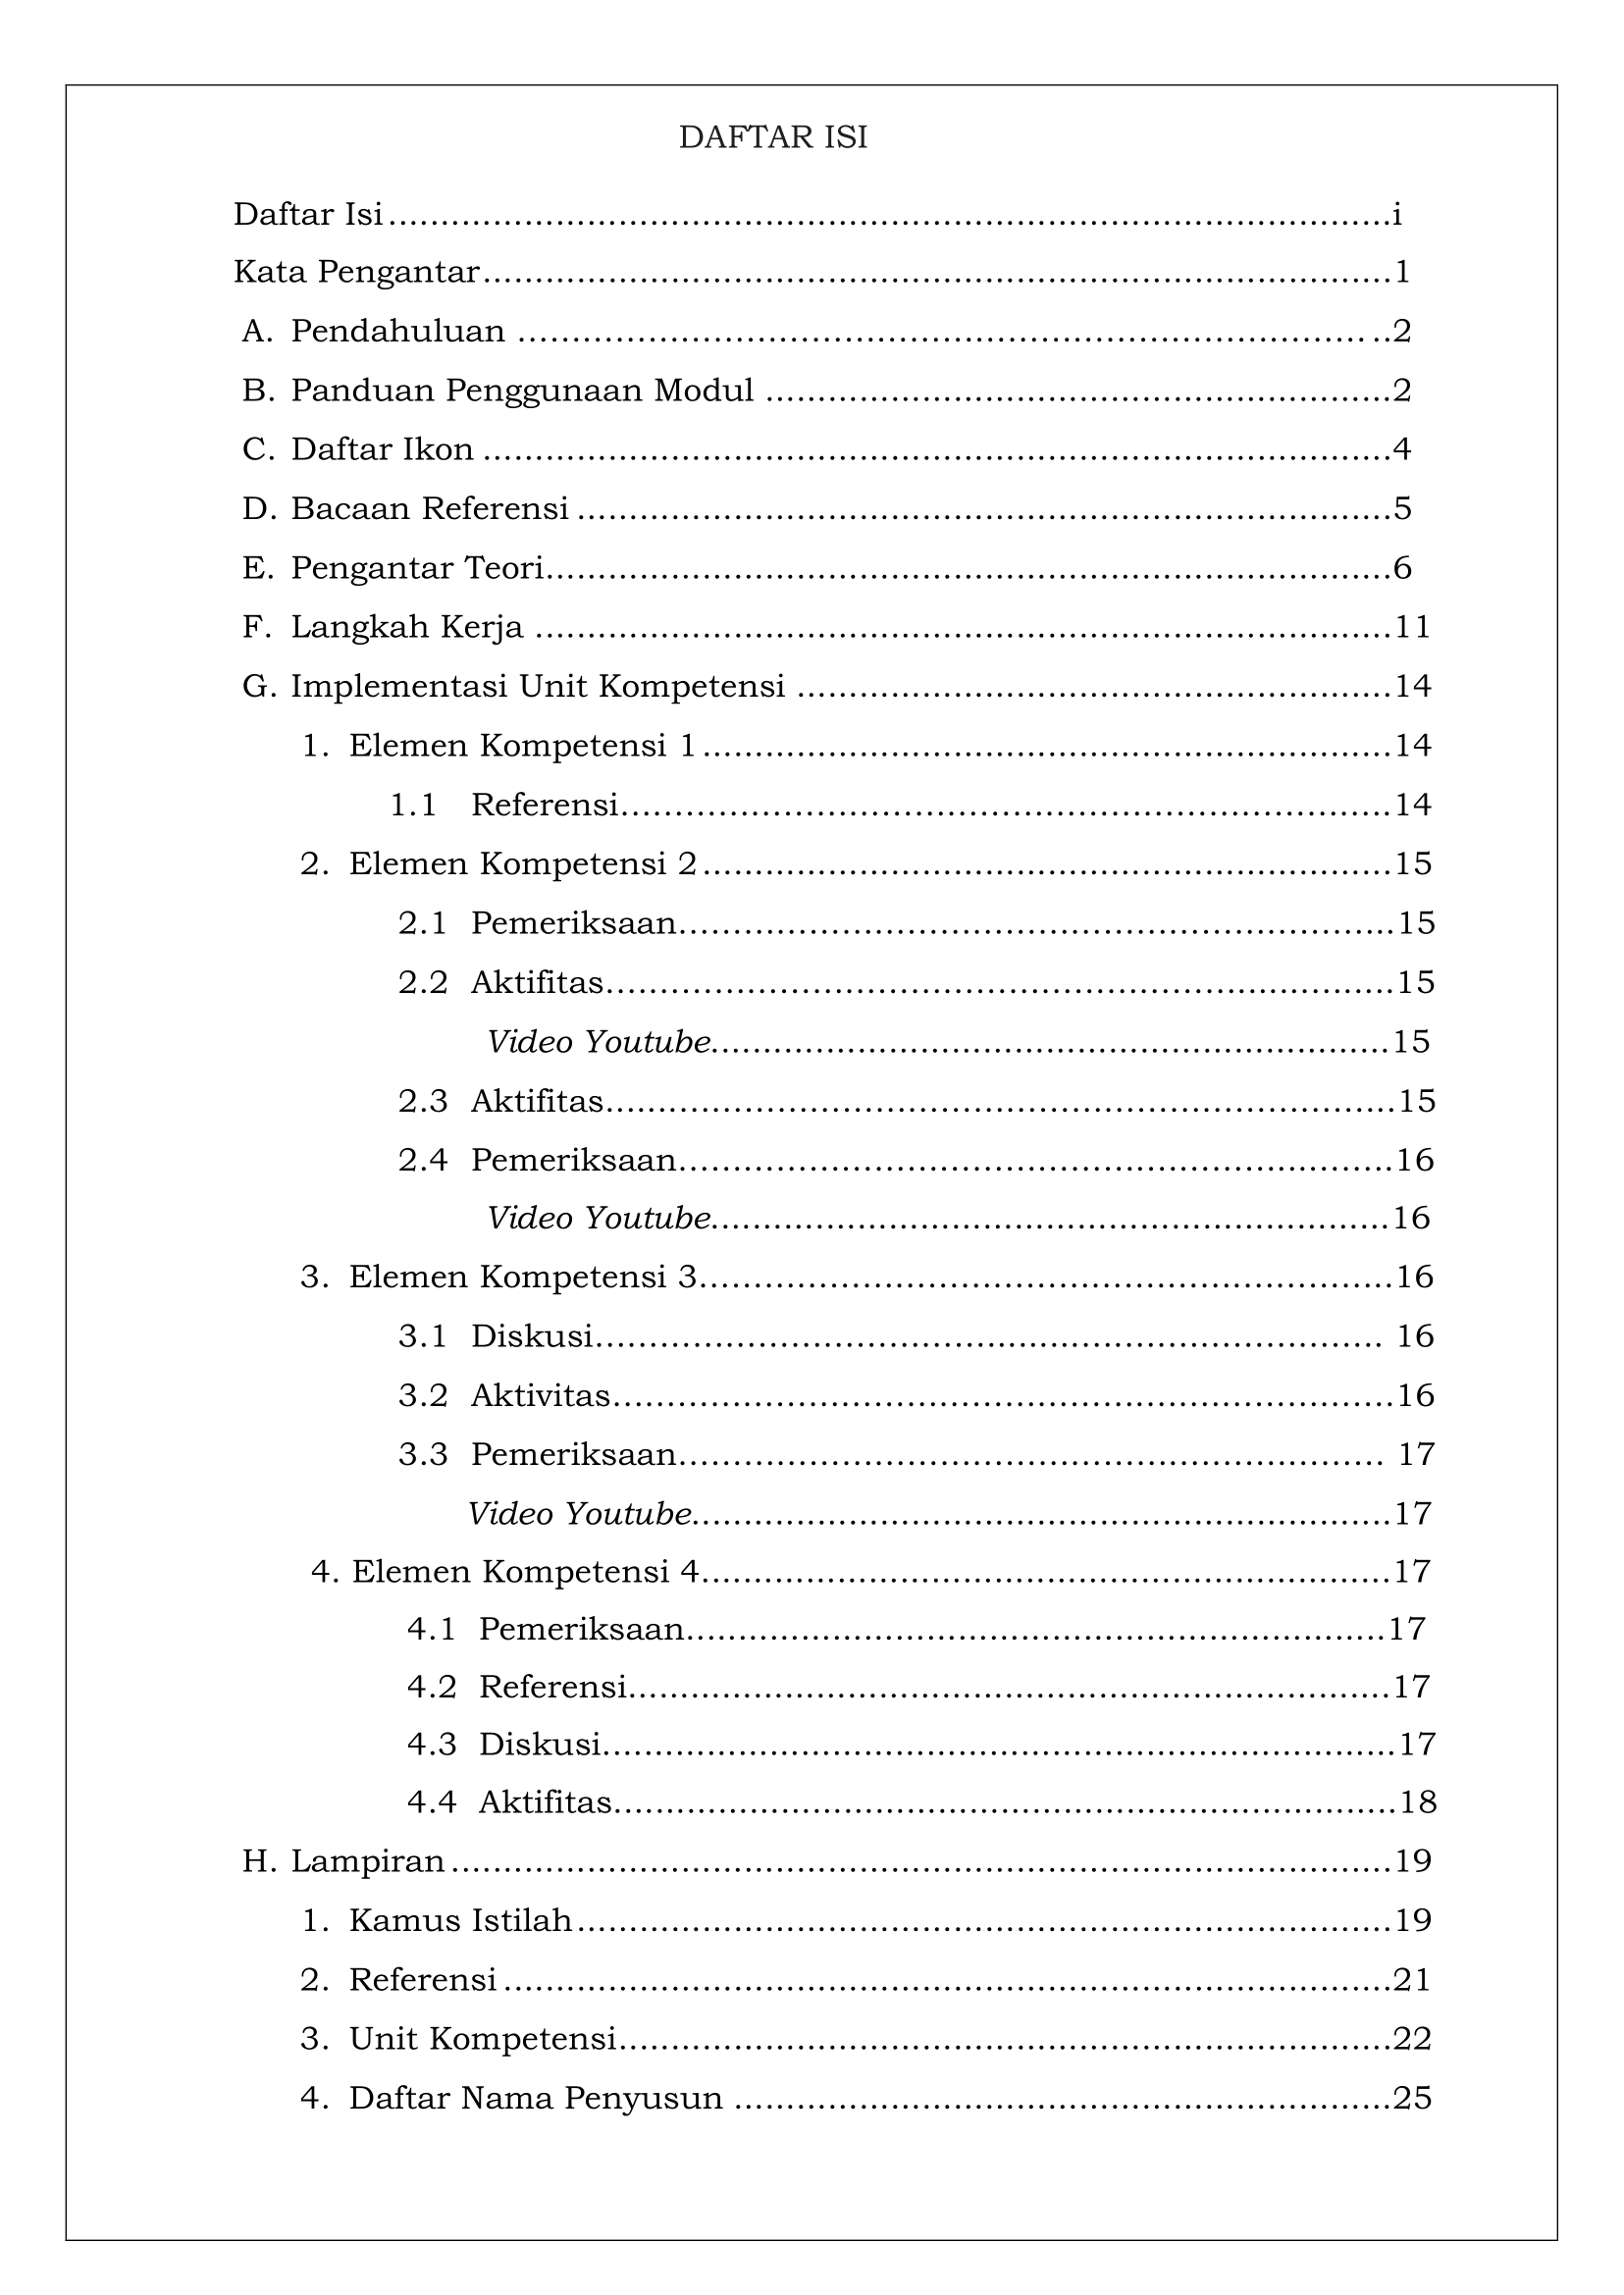 DAFTAR ISI
Daftar Isi....................................................................................................i
Kata Pengantar..........................................................................................1
A. Pendahuluan ....................................................................................2
B. Panduan Penggunaan Modul .............................................................2
C. Daftar Ikon ........................................................................................4
D. Bacaan Referensi ...............................................................................5
E. Pengantar Teori..................................................................................6
F. Langkah Kerja ...................................................................................11
G. Implementasi Unit Kompetensi ..........................................................14
1. Elemen Kompetensi 1....................................................................14
1.1 Referensi............................................................................14
2. Elemen Kompetensi 2....................................................................15
2.1 Pemeriksaan.......................................................................15
2.2 Aktifitas..............................................................................15
Video Youtube....................................................................15
2.3 Aktifitas..............................................................................15
2.4 Pemeriksaan.......................................................................16
Video Youtube....................................................................16
3. Elemen Kompetensi 3....................................................................16
3.1 Diskusi.............................................................................. 16
3.2 Aktivitas.............................................................................16
3.3 Pemeriksaan...................................................................... 17
Video Youtube......................................................................17
4. Elemen Kompetensi 4....................................................................17
4.1 Pemeriksaan......................................................................17
4.2 Referensi...........................................................................17
4.3 Diskusi..............................................................................17
4.4 Aktifitas.............................................................................18
H. Lampiran...........................................................................................19
1. Kamus Istilah................................................................................19
2. Referensi.......................................................................................21
3. Unit Kompetensi............................................................................22
4. Daftar Nama Penyusun .................................................................25